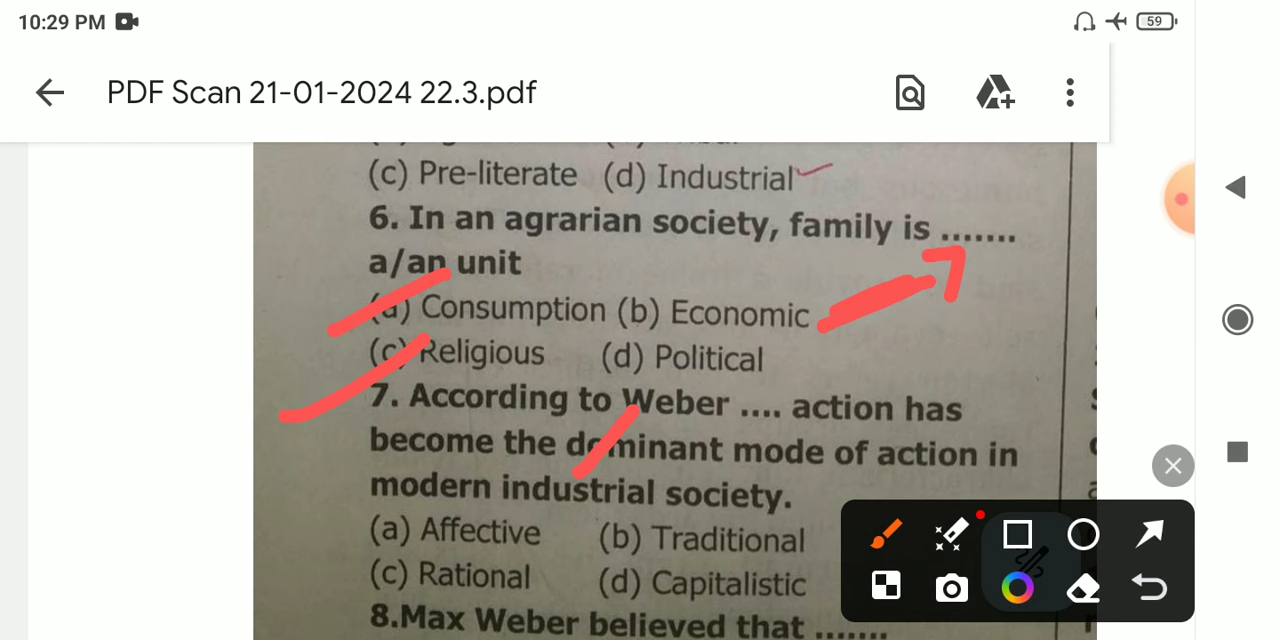 10:29 PM
59
PDF Scan 21-01-2024 22.3.pdf
(c) Pre-literate (d) Industrial
6. In an agrarian society, family is .......
a/an unit
(a) Consumption (b) Economic
(c) Religious (d) Political
7. According to Weber .... action has
become the dominant mode of action in
modern industrial society.
(a) Affective (b) Traditional
(c) Rational (d) Capitalistic
8.Max Weber believed that .......